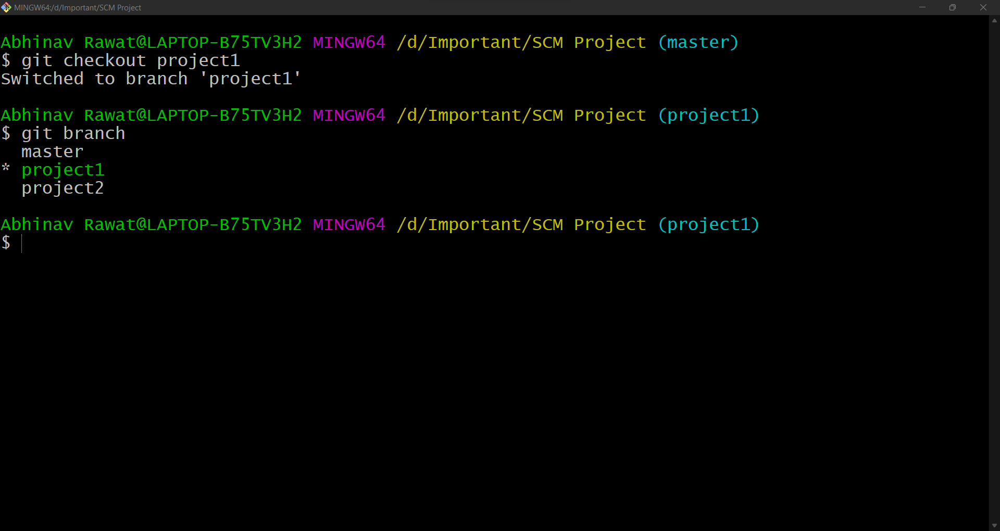 MINGW64:/d/Important/SCM Project
Abhinav Rawat@LAPTOP-B75TV3H2 MINGW64 /d/Important/SCM Project (master)
$ git checkout project1
Switched to branch 'project1'
Abhinav Rawat@LAPTOP-B75TV3H2 MINGW64 /d/Important/SCM Project (project1)
$ git branch
  master
* project1
  project2
Abhinav Rawat@LAPTOP-B75TV3H2 MINGW64 /d/Important/SCM Project (project1)
$